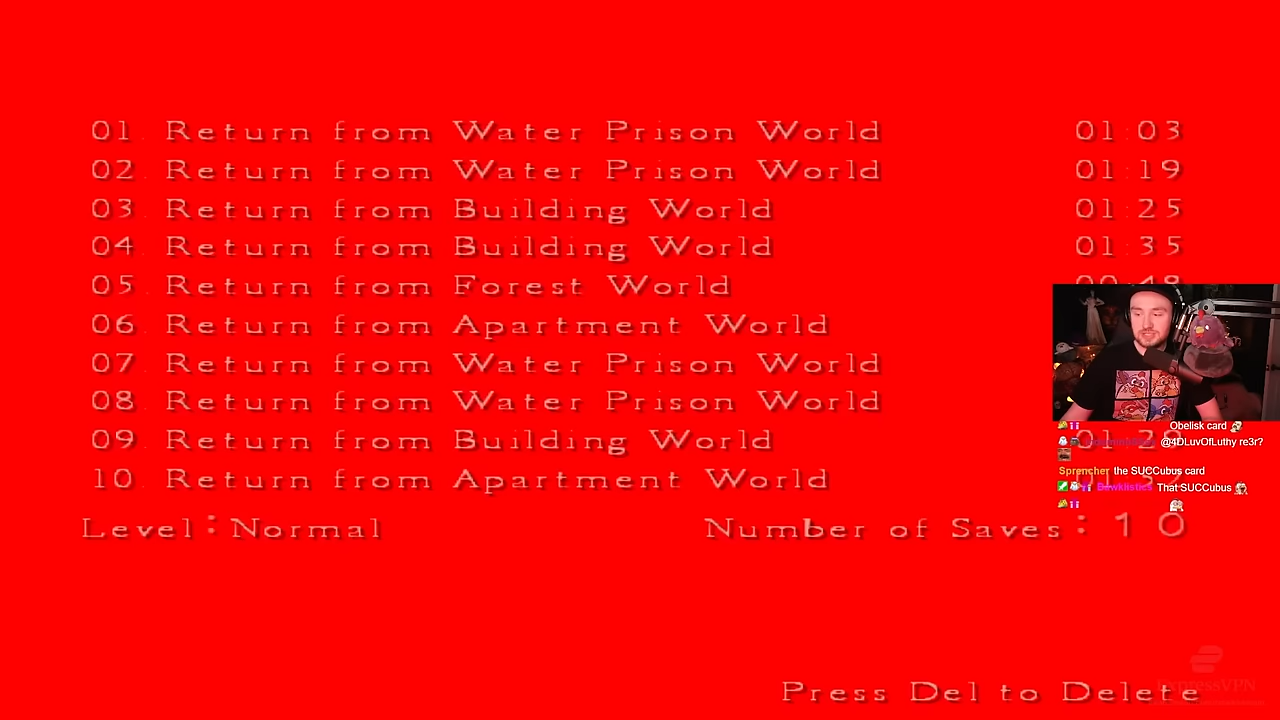 01. Return from Water Prison World 01:03
02. Return from Water Prison World 01:19
03. Return from Building World 01:25
04. Return from Building World 01:35
05. Return from Forest World
06. Return from Apartment World
07. Return from Water Prison World
08. Return from Water Prison World
09. Return from Building World
10. Return from Apartment World
Obelisk card
@4DLuvOfLuthy re3r?
Sprencher the SUCCubus card
That SUCCubus
Level:Normal Number of Saves:10
ExpressVPN
Press Del to Delete